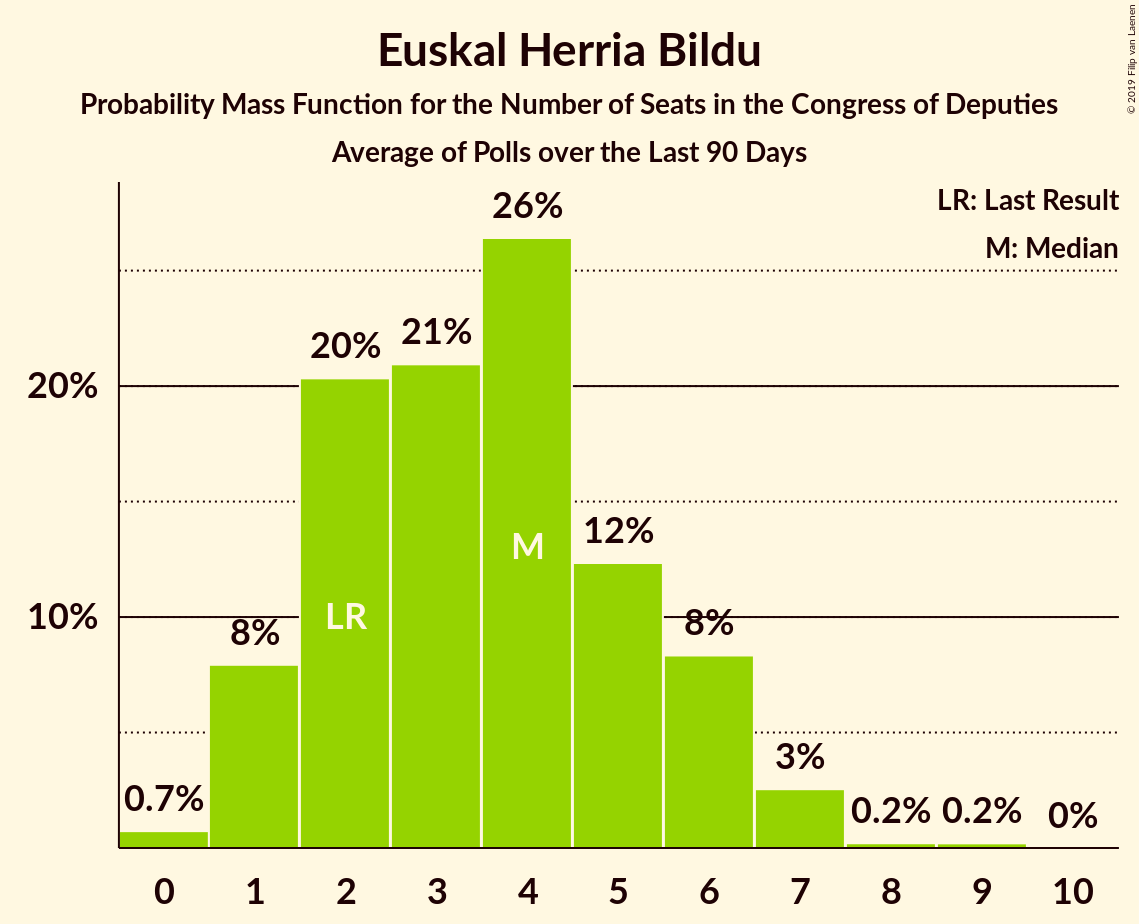 Euskal Herria Bildu
Probability Mass Function for the Number of Seats in the Congress of Deputies
Average of Polls over the Last 90 Days
© 2019 Filip van Laenen
LR: Last Result
M: Median
26%
20%
21%
20%
M
12%
10%
8%
LR
8%
3%
0.7%
0.2%
0.2%
0%
0 1 2 3 4 5 6 7 8 9 10